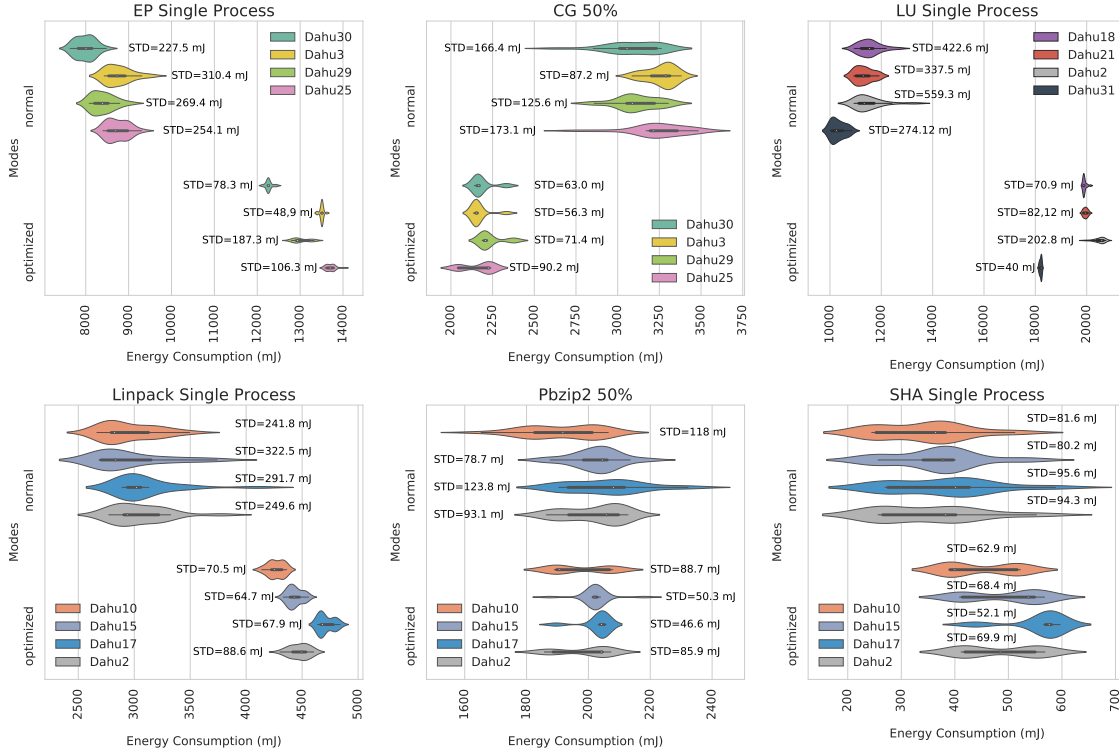 EP Single Process
STD=227.5 mJ
STD=310.4 mJ
STD=269.4 mJ
STD=254.1 mJ
STD=78.3 mJ
STD=48,9 mJ
STD=187.3 mJ
STD=106.3 mJ
Dahu30
Dahu3
Dahu29
Dahu25
normal
Modes
optimized
8000
9000
10000
11000
12000
13000
14000
Energy Consumption (mJ)
CG 50%
STD=166.4 mJ
STD=87.2 mJ
STD=125.6 mJ
STD=173.1 mJ
STD=63.0 mJ
STD=56.3 mJ
STD=71.4 mJ
STD=90.2 mJ
Dahu30
Dahu3
Dahu29
Dahu25
normal
Modes
optimized
2000
2250
2500
2750
3000
3250
3500
3750
Energy Consumption (mJ)
LU Single Process
STD=422.6 mJ
STD=337.5 mJ
STD=559.3 mJ
STD=274.12 mJ
STD=70.9 mJ
STD=82,12 mJ
STD=202.8 mJ
STD=40 mJ
Dahu18
Dahu21
Dahu2
Dahu31
normal
Modes
optimized
10000
12000
14000
16000
18000
20000
Energy Consumption (mJ)
Linpack Single Process
STD=241.8 mJ
STD=322.5 mJ
STD=291.7 mJ
STD=249.6 mJ
STD=70.5 mJ
STD=64.7 mJ
STD=67.9 mJ
STD=88.6 mJ
Dahu10
Dahu15
Dahu17
Dahu2
normal
Modes
optimized
2500
3000
3500
4000
4500
5000
Energy Consumption (mJ)
Pbzip2 50%
STD=118 mJ
STD=78.7 mJ
STD=123.8 mJ
STD=93.1 mJ
STD=88.7 mJ
STD=50.3 mJ
STD=46.6 mJ
STD=85.9 mJ
Dahu10
Dahu15
Dahu17
Dahu2
normal
Modes
optimized
1600
1800
2000
2200
2400
Energy Consumption (mJ)
SHA Single Process
STD=81.6 mJ
STD=80.2 mJ
STD=95.6 mJ
STD=94.3 mJ
STD=62.9 mJ
STD=68.4 mJ
STD=52.1 mJ
STD=69.9 mJ
Dahu10
Dahu15
Dahu17
Dahu2
normal
Modes
optimized
200
300
400
500
600
700
Energy Consumption (mJ)